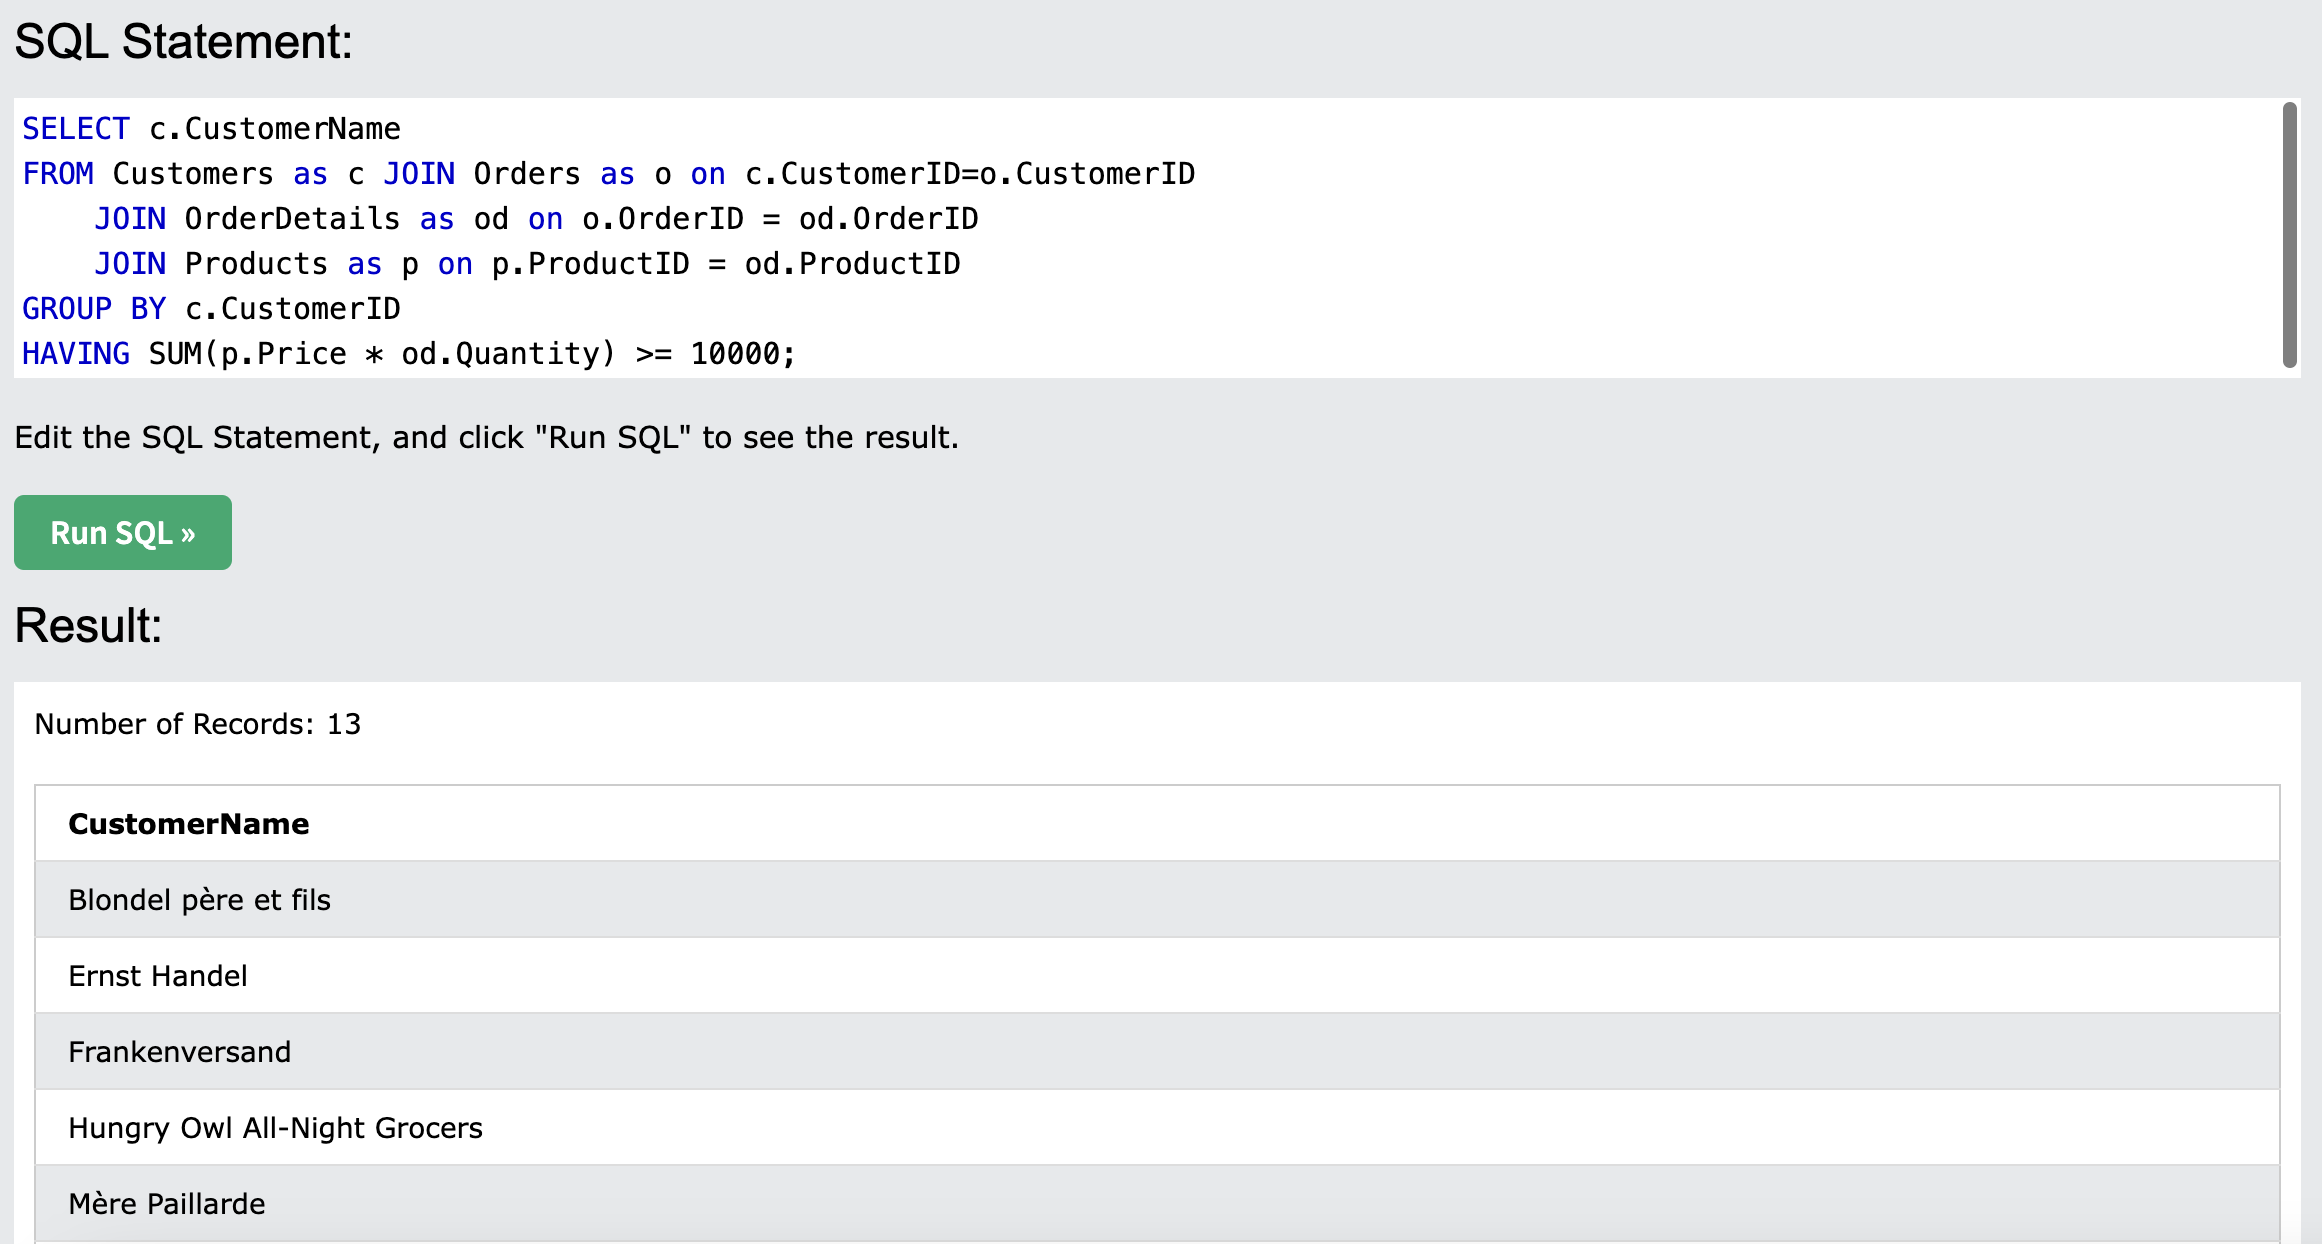 SQL Statement:
SELECT c.CustomerName
FROM Customers as c JOIN Orders as o on c.CustomerID=o.CustomerID
    JOIN OrderDetails as od on o.OrderID = od.OrderID
    JOIN Products as p on p.ProductID = od.ProductID
GROUP BY c.CustomerID
HAVING SUM(p.Price * od.Quantity) >= 10000;
Edit the SQL Statement, and click "Run SQL" to see the result.
Run SQL »
Result:
Number of Records: 13
CustomerName
Blondel père et fils
Ernst Handel
Frankenversand
Hungry Owl All-Night Grocers
Mère Paillarde